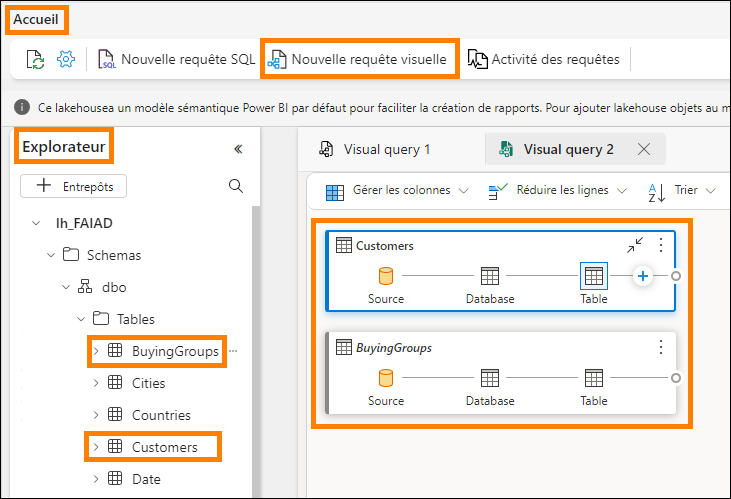 Accueil
Nouvelle requête SQL Nouvelle requête visuelle Activité des requêtes
Ce lakehousea un modèle sémantique Power BI par défaut pour faciliter la création de rapports. Pour ajouter lakehouse objets au m
Explorateur
Entrepôts
lh_FAIAD
Schemas
dbo
Tables
BuyingGroups
Cities
Countries
Customers
Date
Visual query 1 Visual query 2
Gérer les colonnes Réduire les lignes Trier
Customers
Source Database Table
BuyingGroups
Source Database Table